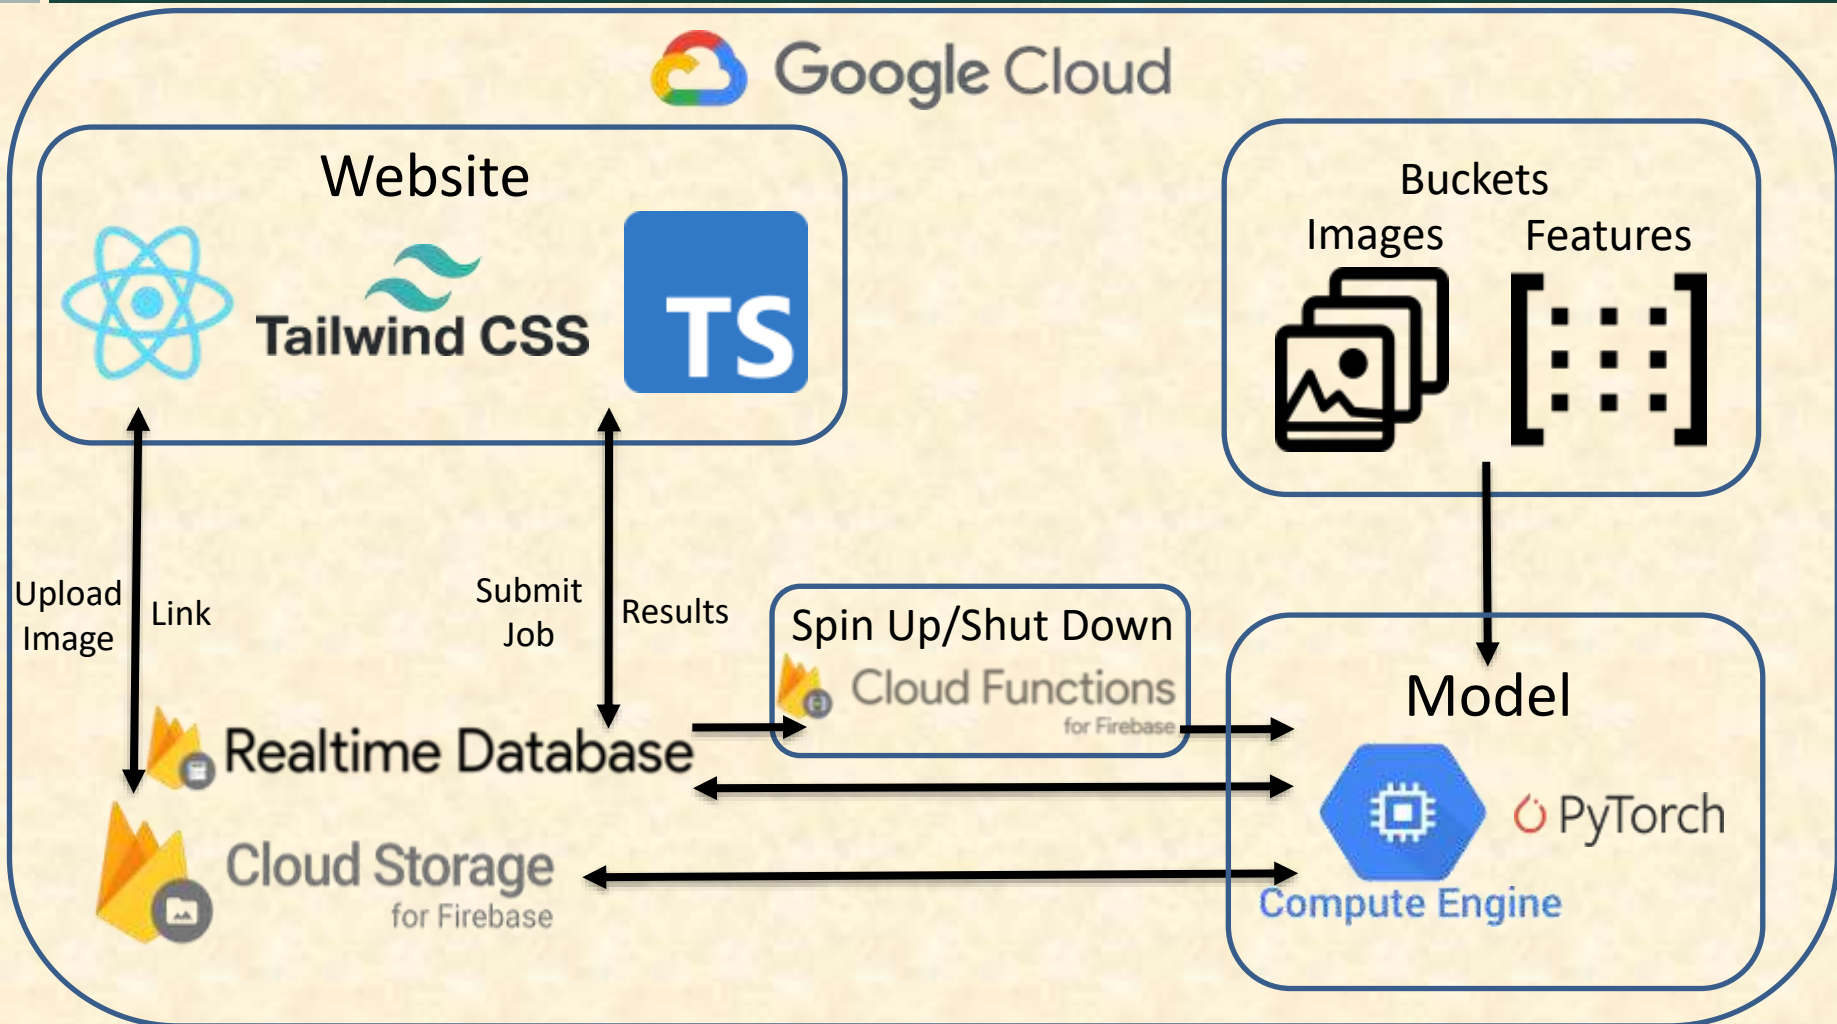 Google Cloud
Website
Tailwind CSS
TS
Buckets
Images
Features
Upload
Image
Link
Submit
Job
Results
Spin Up/Shut Down
Cloud Functions
for Firebase
Realtime Database
Cloud Storage
for Firebase
Model
PyTorch
Compute Engine